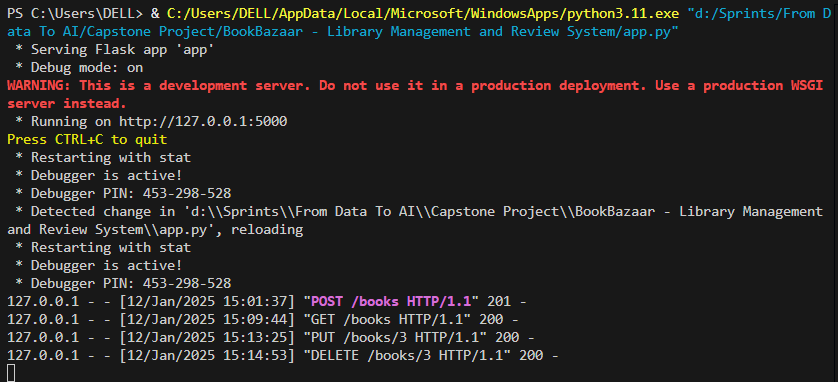 PS C:\Users\DELL> & C:/Users/DELL/AppData/Local/Microsoft/WindowsApps/python3.11.exe "d:/Sprints/From D
ata To AI/Capstone Project/BookBazaar - Library Management and Review System/app.py"
 * Serving Flask app 'app'
 * Debug mode: on
WARNING: This is a development server. Do not use it in a production deployment. Use a production WSGI
server instead.
 * Running on http://127.0.0.1:5000
Press CTRL+C to quit
 * Restarting with stat
 * Debugger is active!
 * Debugger PIN: 453-298-528
 * Detected change in 'd:\\Sprints\\From Data To AI\\Capstone Project\\BookBazaar - Library Management
and Review System\\app.py', reloading
 * Restarting with stat
 * Debugger is active!
 * Debugger PIN: 453-298-528
127.0.0.1 - - [12/Jan/2025 15:01:37] "POST /books HTTP/1.1" 201 -
127.0.0.1 - - [12/Jan/2025 15:09:44] "GET /books HTTP/1.1" 200 -
127.0.0.1 - - [12/Jan/2025 15:13:25] "PUT /books/3 HTTP/1.1" 200 -
127.0.0.1 - - [12/Jan/2025 15:14:53] "DELETE /books/3 HTTP/1.1" 200 -